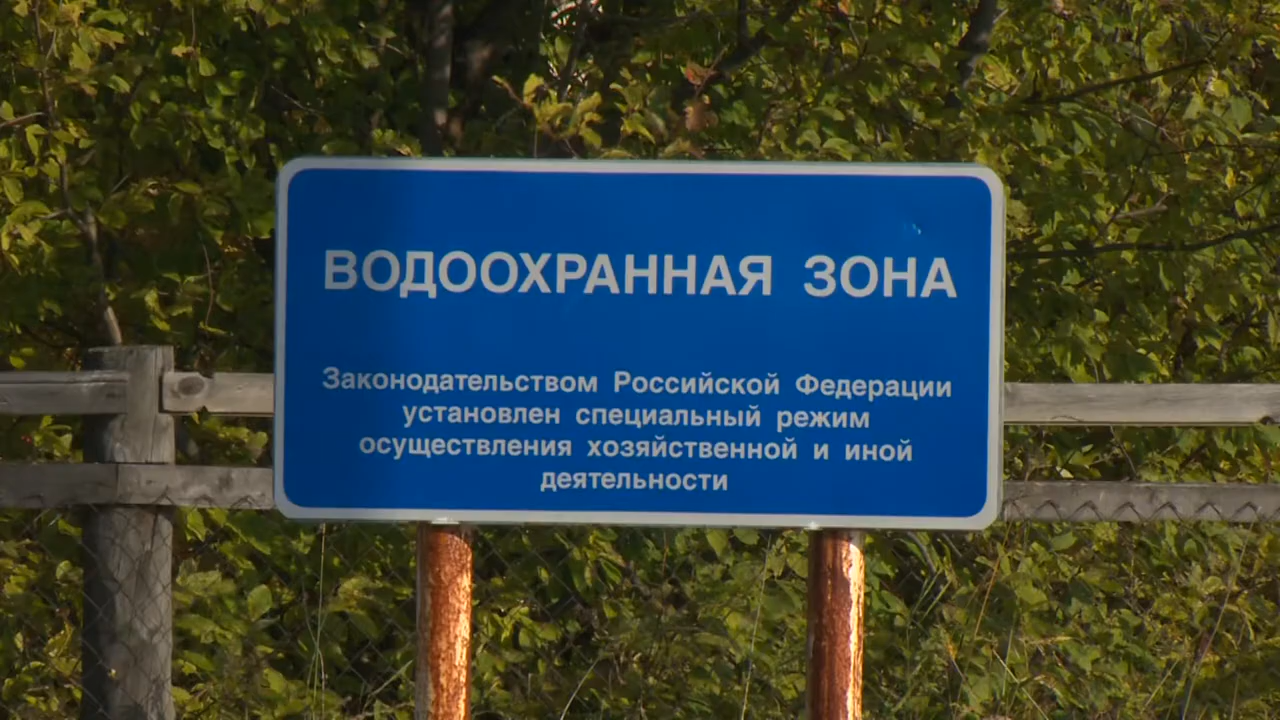 ВОДООХРАННАЯ ЗОНА
Законодательством Российской Федерации
установлен специальный режим
осуществления хозяйственной и иной
деятельности